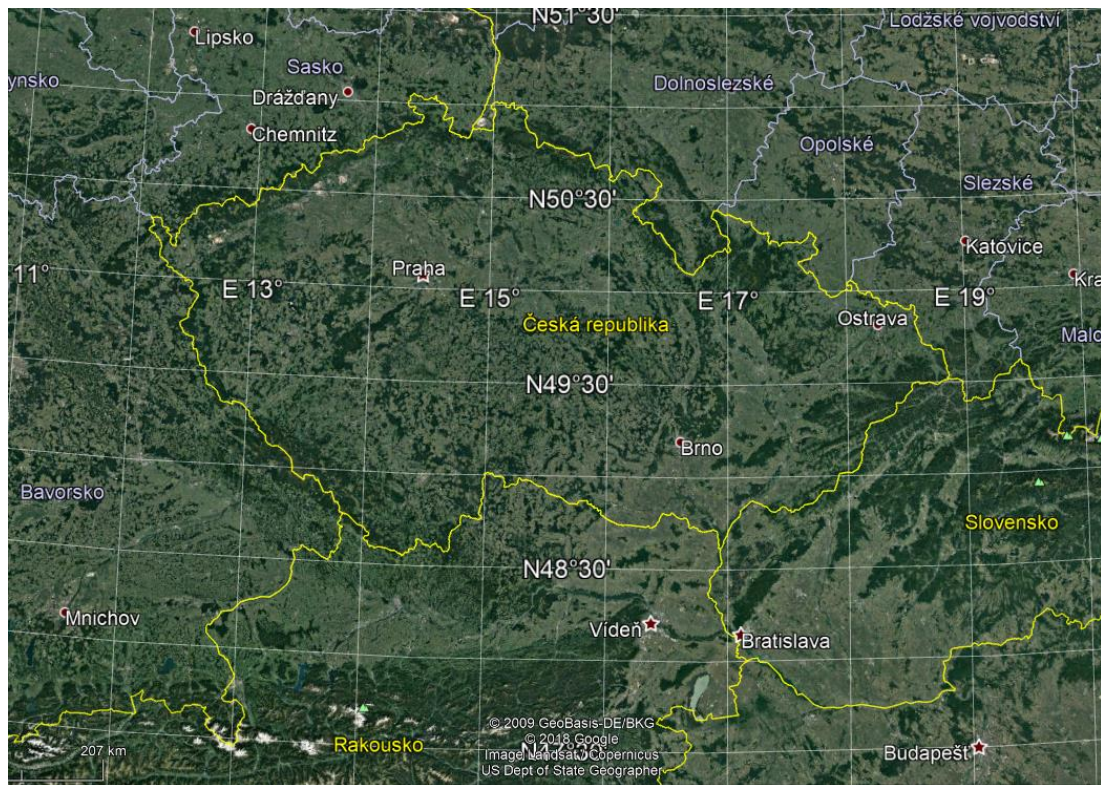 N51°30'
Lodžské vojvodství
Lipsko
Sasko
Dolnoslezské
Drážďany
Chemnitz
Opolské
Slezské
N50°30'
Katovice
Praha
11°
E 13°
E 15°
E 17°
E 19°
Česká republika
Ostrava
N49°30'
Brno
Bavorsko
Slovensko
N48°30'
Mnichov
Vídeň
Bratislava
© 2009 GeoBasis-DE/BKG
© 2018 Google
Image Landsat / Copernicus
US Dept of State Geographer
N47°30'
207 km
Rakousko
Budapešť